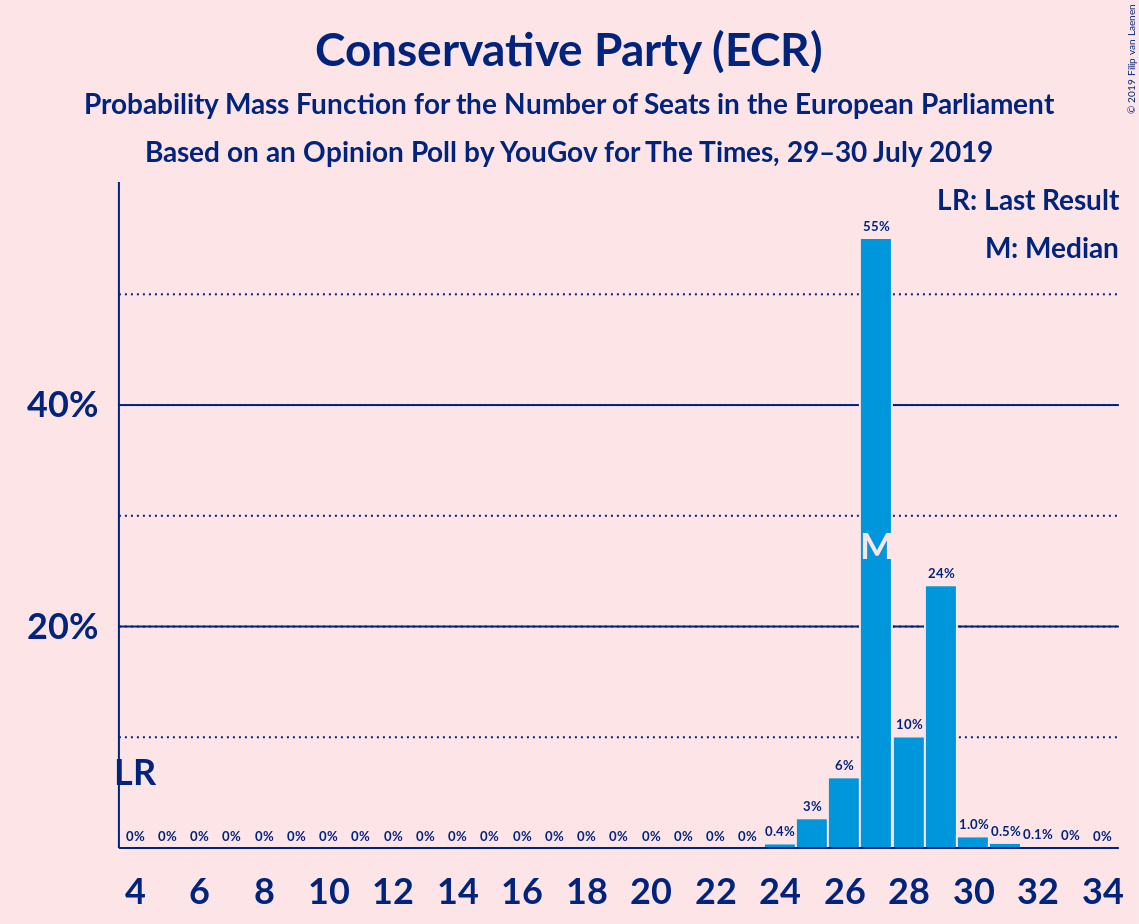 Conservative Party (ECR)
Probability Mass Function for the Number of Seats in the European Parliament
Based on an Opinion Poll by YouGov for The Times, 29–30 July 2019
© 2019 Filip van Laenen
LR: Last Result
M: Median
55%
40%
M
24%
20%
10%
LR
6%
3%
0% 0% 0% 0% 0% 0% 0% 0% 0% 0% 0% 0% 0% 0% 0% 0% 0% 0% 0% 0% 0.4% 1.0% 0.5% 0.1% 0% 0%
4 6 8 10 12 14 16 18 20 22 24 26 28 30 32 34